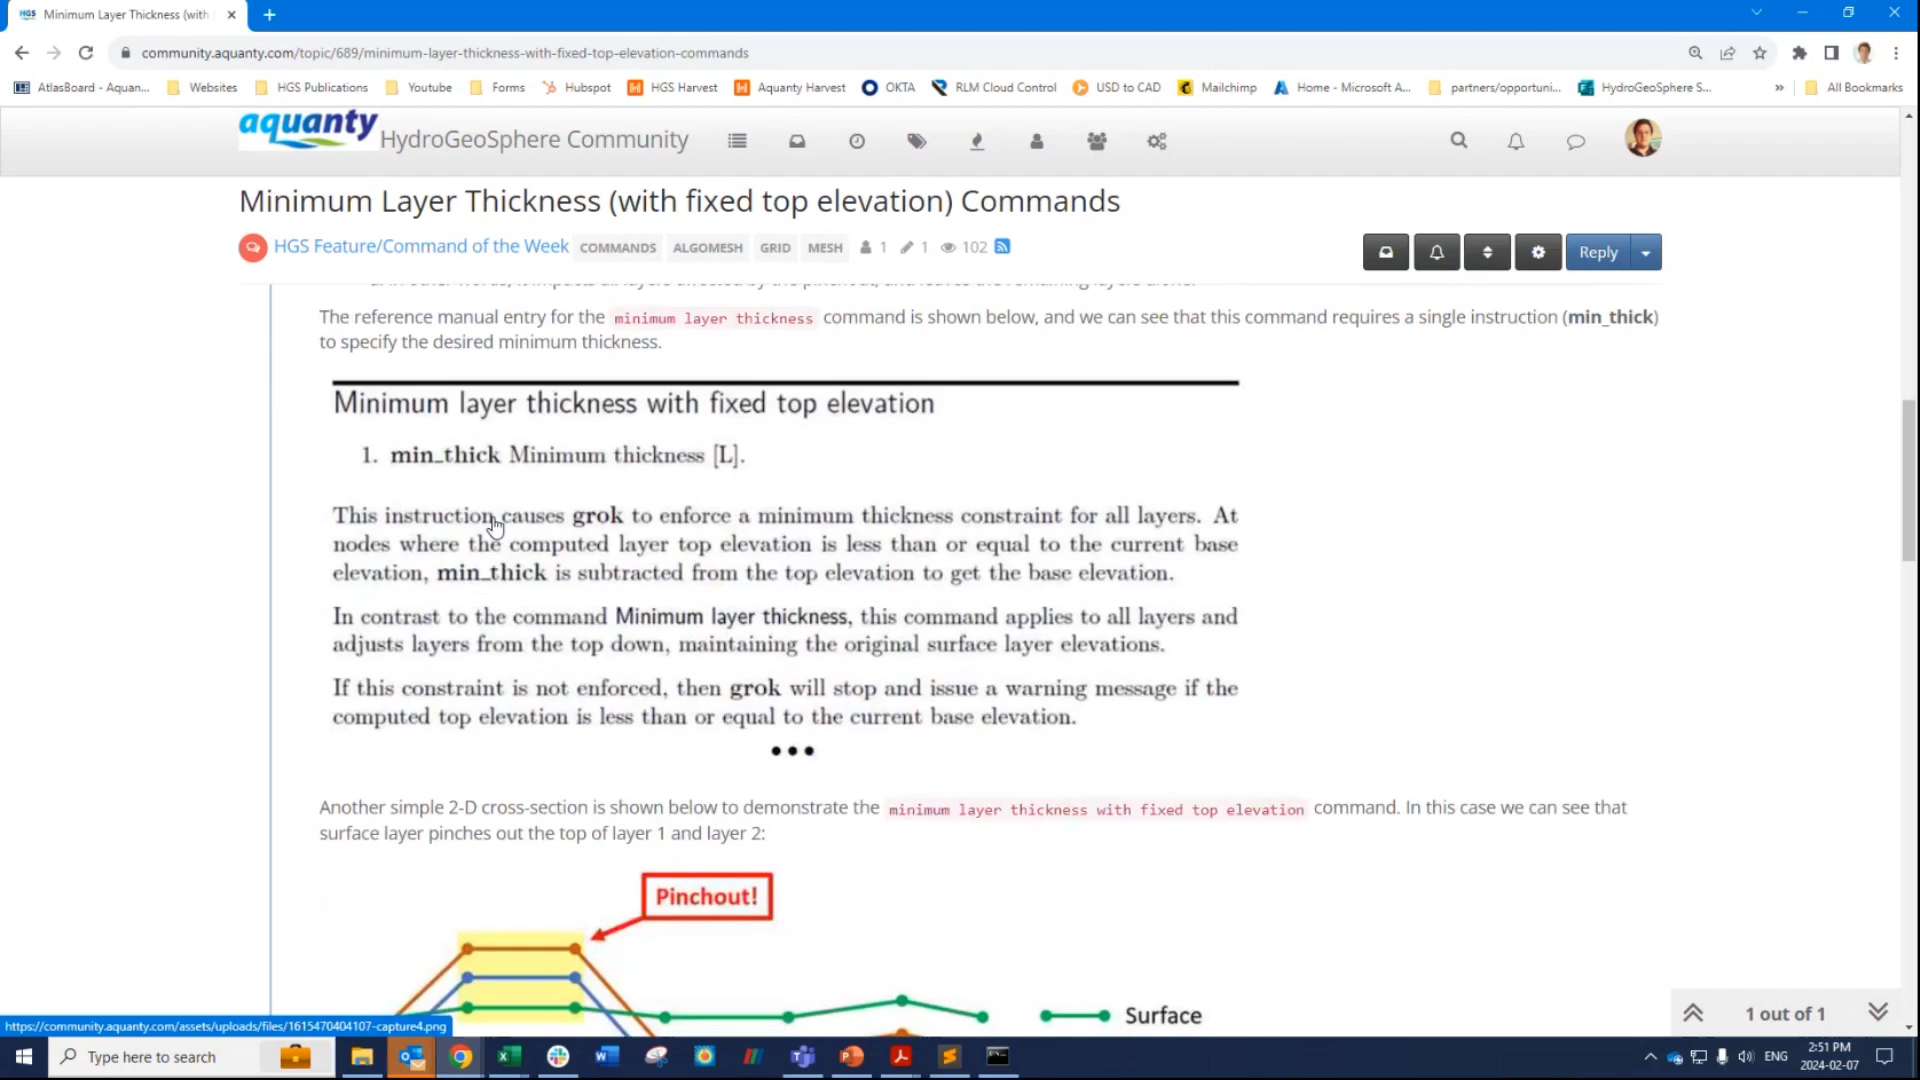 Minimum Layer Thickness (with
community.aquanty.com/topic/689/minimum-layer-thickness-with-fixed-top-elevation-commands
AtlasBoard - Aquan... Websites HGS Publications Youtube Forms Hubspot HGS Harvest Aquanty Harvest OKTA RLM Cloud Control USD to CAD Mailchimp Home - Microsoft A... partners/opportuni... HydroGeoSphere S... » All Bookmarks
aquanty HydroGeoSphere Community
Minimum Layer Thickness (with fixed top elevation) Commands
HGS Feature/Command of the Week COMMANDS ALGOMESH GRID MESH 1 1 102 Reply
The reference manual entry for the minimum layer thickness command is shown below, and we can see that this command requires a single instruction (min_thick)
to specify the desired minimum thickness.
Minimum layer thickness with fixed top elevation
1. min_thick Minimum thickness [L].
This instruction causes grok to enforce a minimum thickness constraint for all layers. At
nodes where the computed layer top elevation is less than or equal to the current base
elevation, min_thick is subtracted from the top elevation to get the base elevation.
In contrast to the command Minimum layer thickness, this command applies to all layers and
adjusts layers from the top down, maintaining the original surface layer elevations.
If this constraint is not enforced, then grok will stop and issue a warning message if the
computed top elevation is less than or equal to the current base elevation.
•••
Another simple 2-D cross-section is shown below to demonstrate the minimum layer thickness with fixed top elevation command. In this case we can see that
surface layer pinches out the top of layer 1 and layer 2:
Pinchout!
Surface
1 out of 1
https://community.aquanty.com/assets/uploads/files/1615470404107-capture4.png
Type here to search
ENG
2:51 PM
2024-02-07